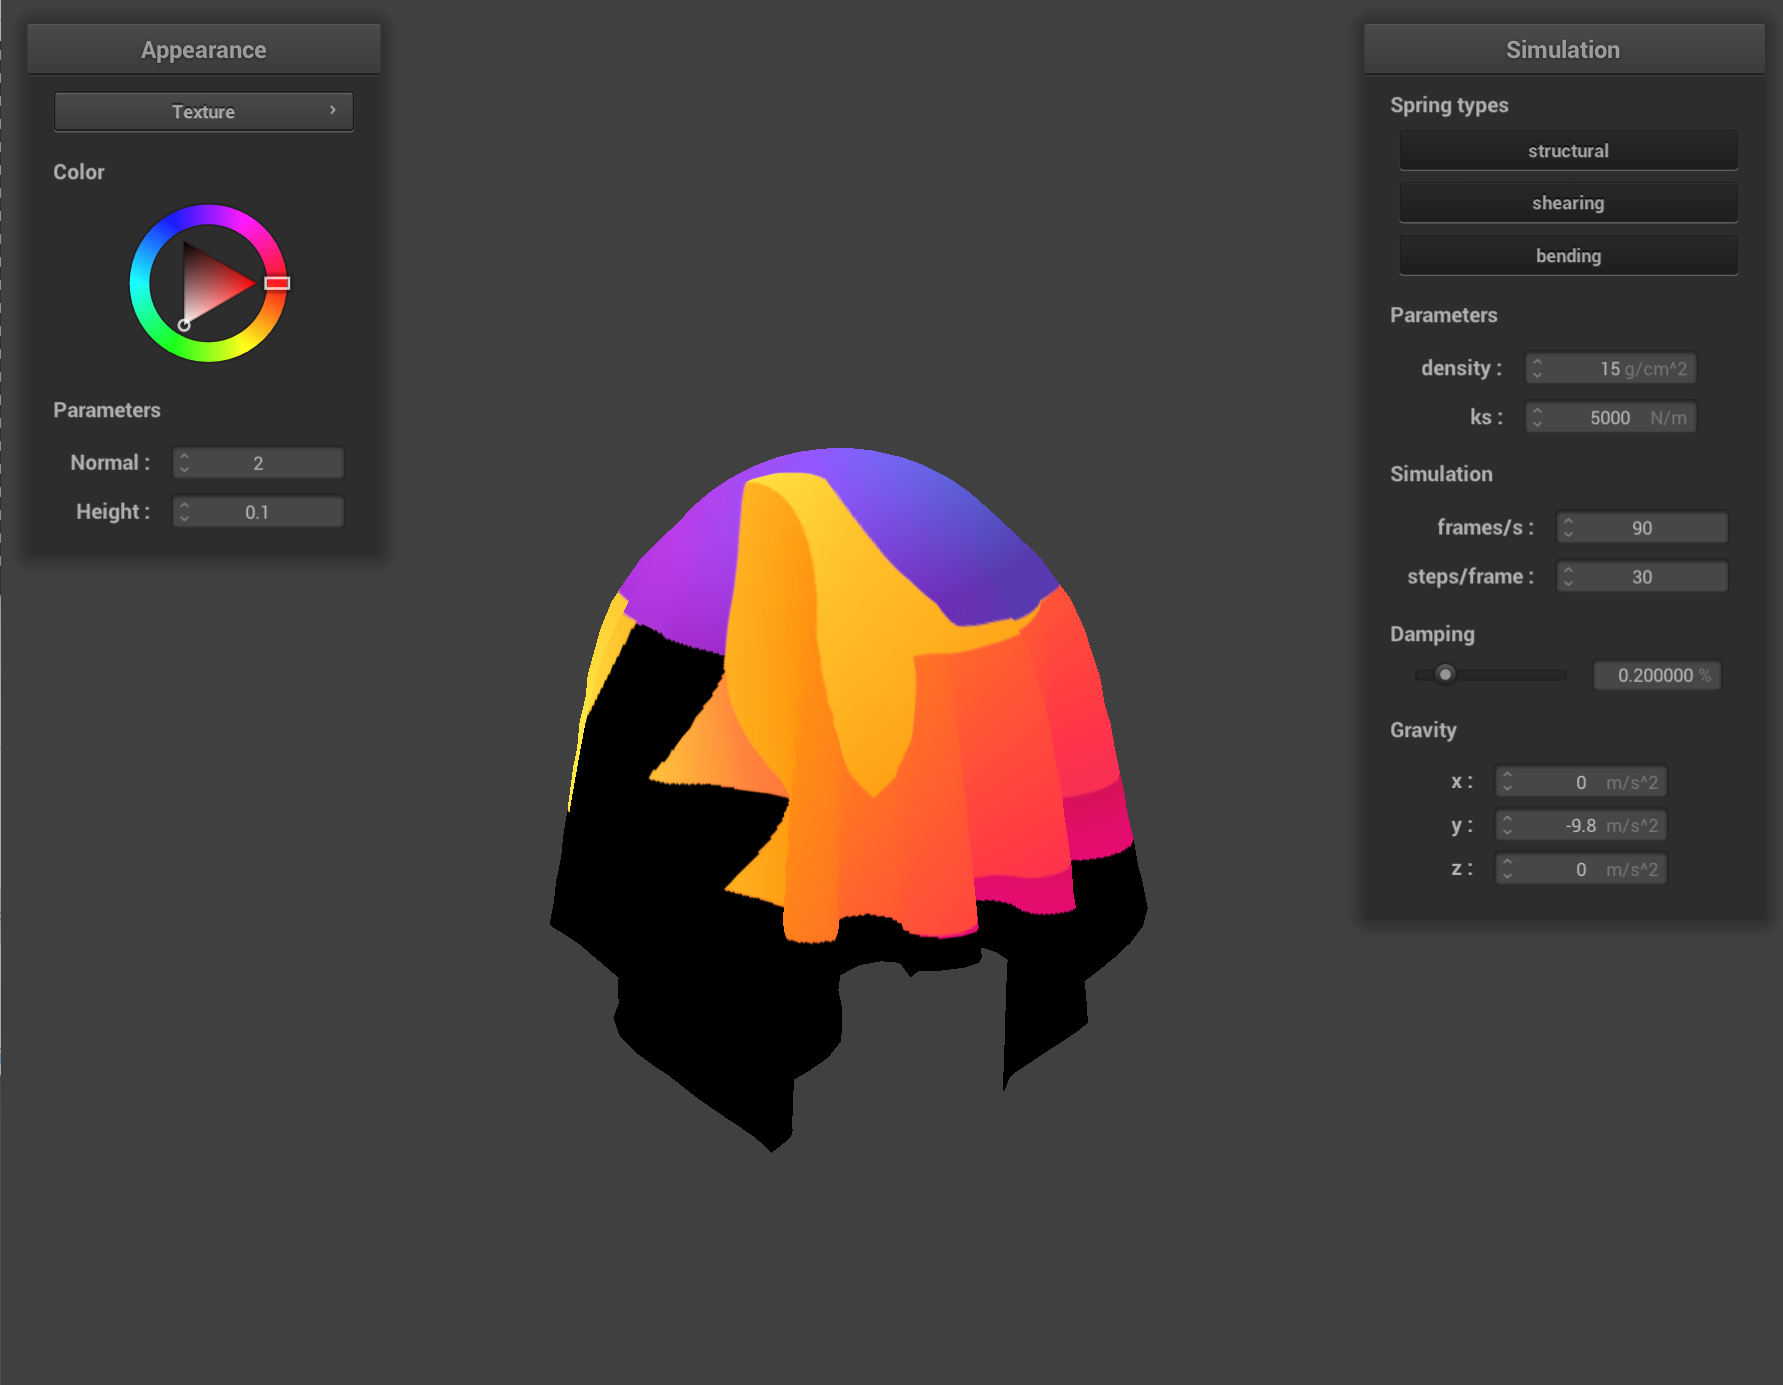 Appearance
Texture
Color
Parameters
Normal : 2
Height : 0.1
Simulation
Spring types
structural
shearing
bending
Parameters
density : 15 g/cm^2
ks : 5000 N/m
Simulation
frames/s : 90
steps/frame : 30
Damping
0.200000 %
Gravity
x : 0 m/s^2
y : -9.8 m/s^2
z : 0 m/s^2